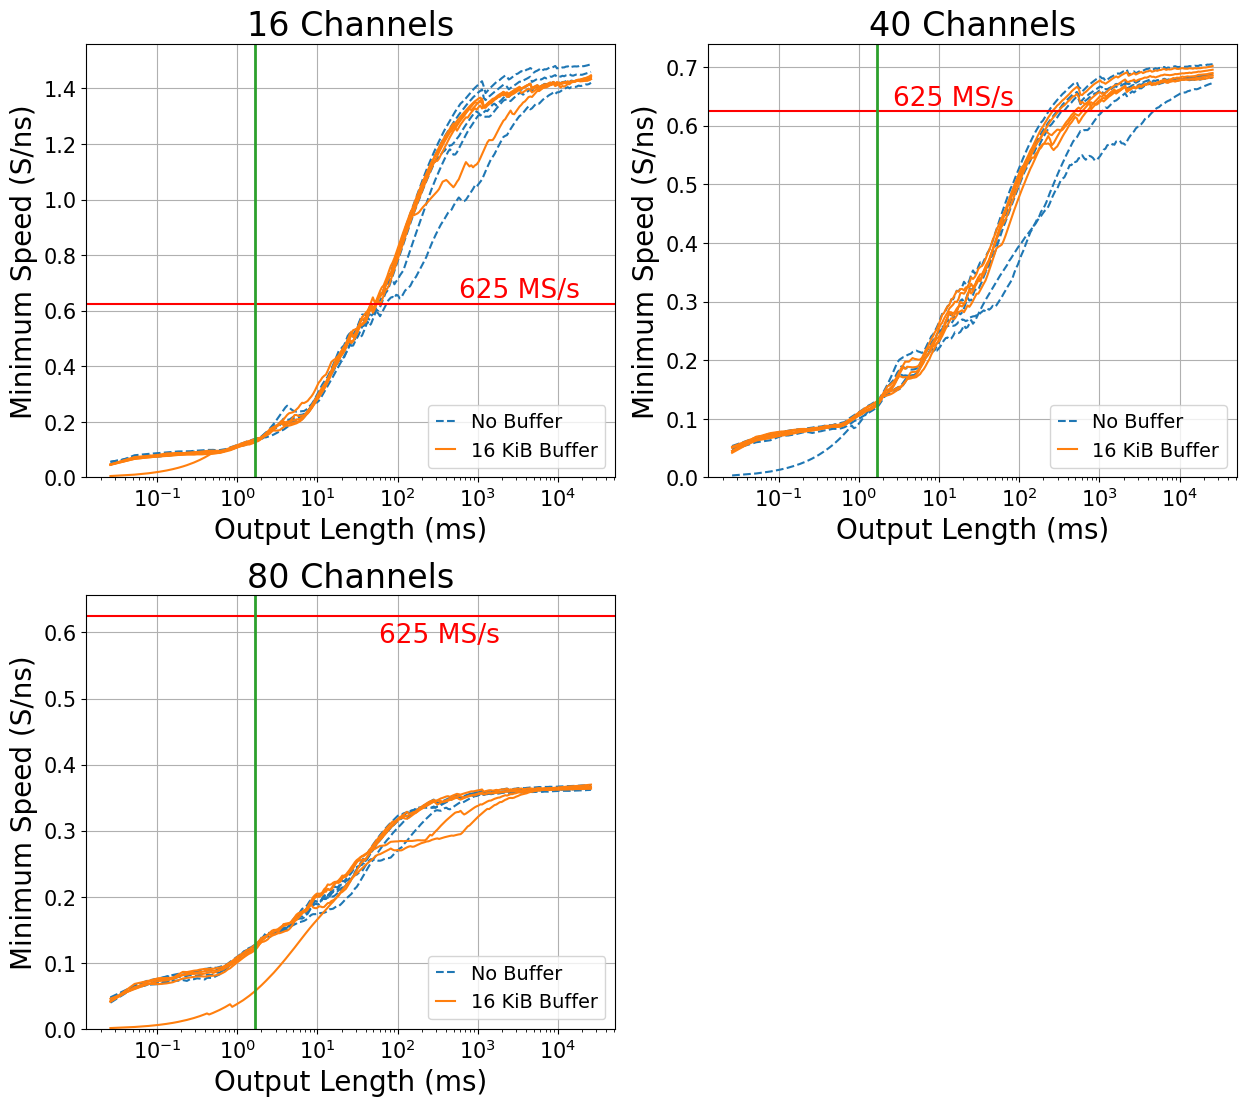 16 Channels
Minimum Speed (S/ns)
1.4
1.2
1.0
0.8
0.6
0.4
0.2
0.0
625 MS/s
No Buffer
16 KiB Buffer
10⁻¹ 10⁰ 10¹ 10² 10³ 10⁴
Output Length (ms)
40 Channels
Minimum Speed (S/ns)
0.7
0.6
0.5
0.4
0.3
0.2
0.1
0.0
625 MS/s
No Buffer
16 KiB Buffer
10⁻¹ 10⁰ 10¹ 10² 10³ 10⁴
Output Length (ms)
80 Channels
Minimum Speed (S/ns)
0.6
0.5
0.4
0.3
0.2
0.1
0.0
625 MS/s
No Buffer
16 KiB Buffer
10⁻¹ 10⁰ 10¹ 10² 10³ 10⁴
Output Length (ms)